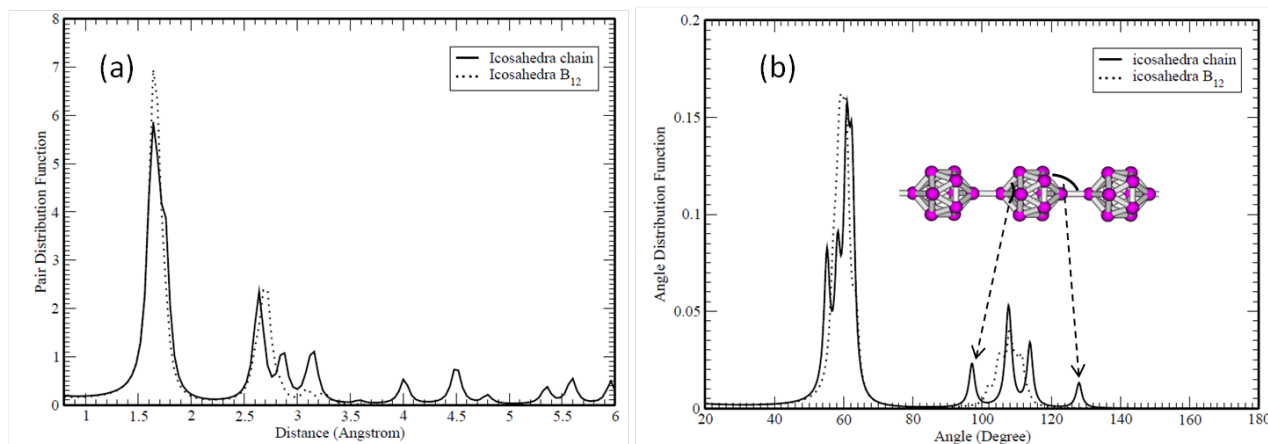 (a)
Icosahedra chain
Icosahedra B12
Pair Distribution Function
8
7
6
5
4
3
2
1
0
1 1.5 2 2.5 3 3.5 4 4.5 5 5.5 6
Distance (Angstrom)
(b)
icosahedra chain
icosahedra B12
Angle Distribution Function
0.2
0.15
0.1
0.05
0
20 40 60 80 100 120 140 160 180
Angle (Degree)